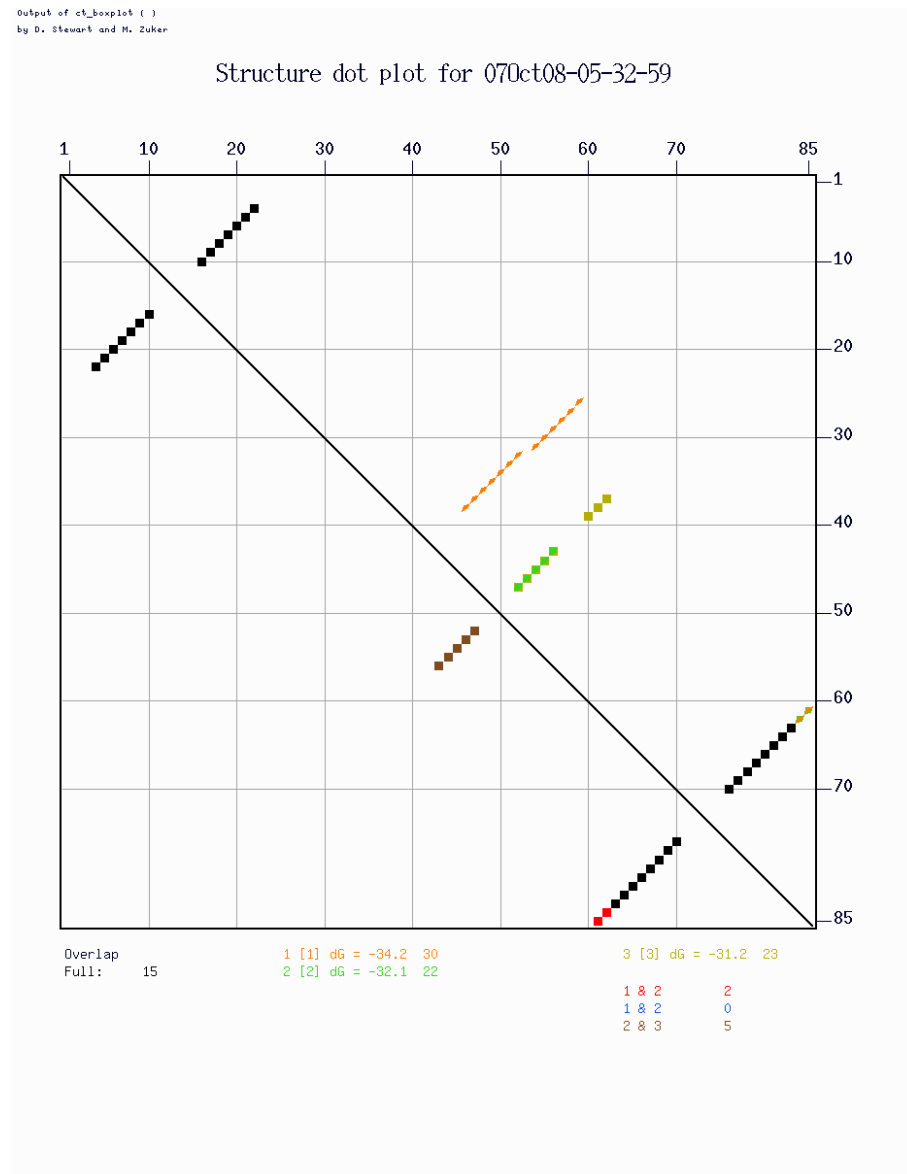 Output of ct_boxplot ( )
by D. Stewart and M. Zuker
Structure dot plot for 07Oct08-05-32-59
1 10 20 30 40 50 60 70 85
1
10
20
30
40
50
60
70
85
Overlap
Full: 15
1 [1] dG = -34.2 30
2 [2] dG = -32.1 22
3 [3] dG = -31.2 23
1 & 2 2
1 & 2 0
2 & 3 5